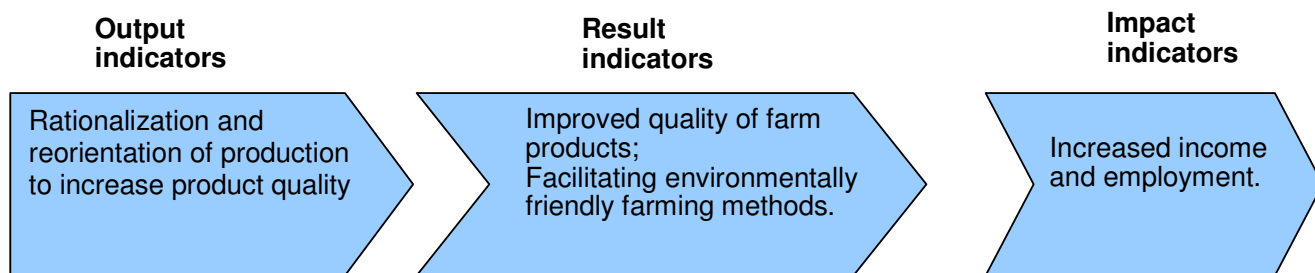 Output
indicators
Rationalization and
reorientation of production
to increase product quality
Result
indicators
Improved quality of farm
products;
Facilitating environmentally
friendly farming methods.
Impact
indicators
Increased income
and employment.